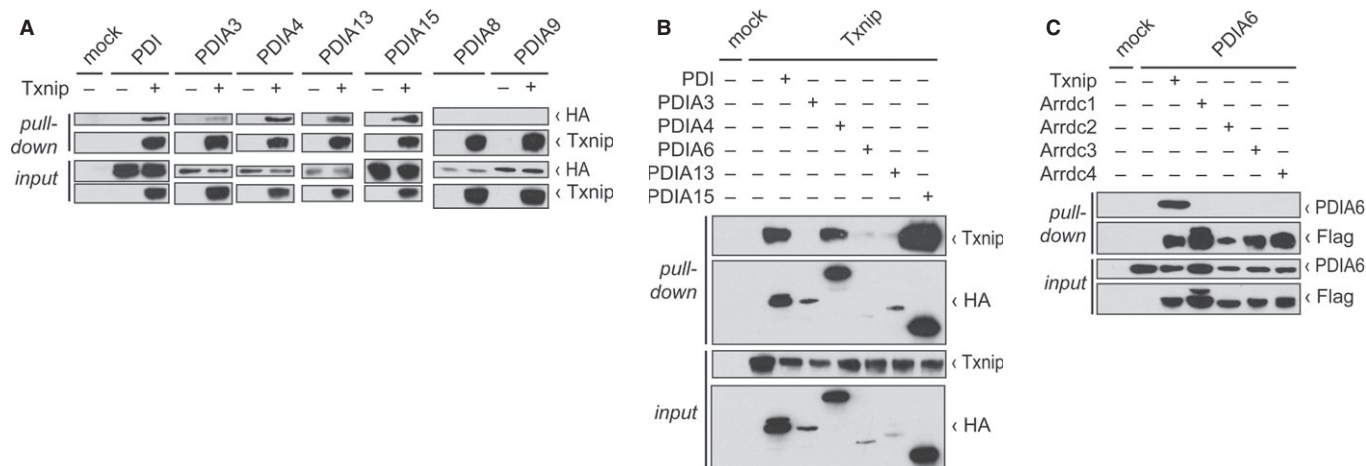 A
mock
PDI
PDIA3
PDIA4
PDIA13
PDIA15
PDIA8
PDIA9
Txnip – – + – + – + – + – + – + – +
pull-
down
‹ HA
‹ Txnip
input
‹ HA
‹ Txnip
B
mock
Txnip
PDI – – + – – – – –
PDIA3 – – – + – – – –
PDIA4 – – – – + – – –
PDIA6 – – – – – + – –
PDIA13 – – – – – – + –
PDIA15 – – – – – – – +
pull-
down
‹ Txnip
‹ HA
input
‹ Txnip
‹ HA
C
mock
PDIA6
Txnip – – + – – – –
Arrdc1 – – – + – – –
Arrdc2 – – – – + – –
Arrdc3 – – – – – + –
Arrdc4 – – – – – – +
pull-
down
‹ PDIA6
‹ Flag
input
‹ PDIA6
‹ Flag